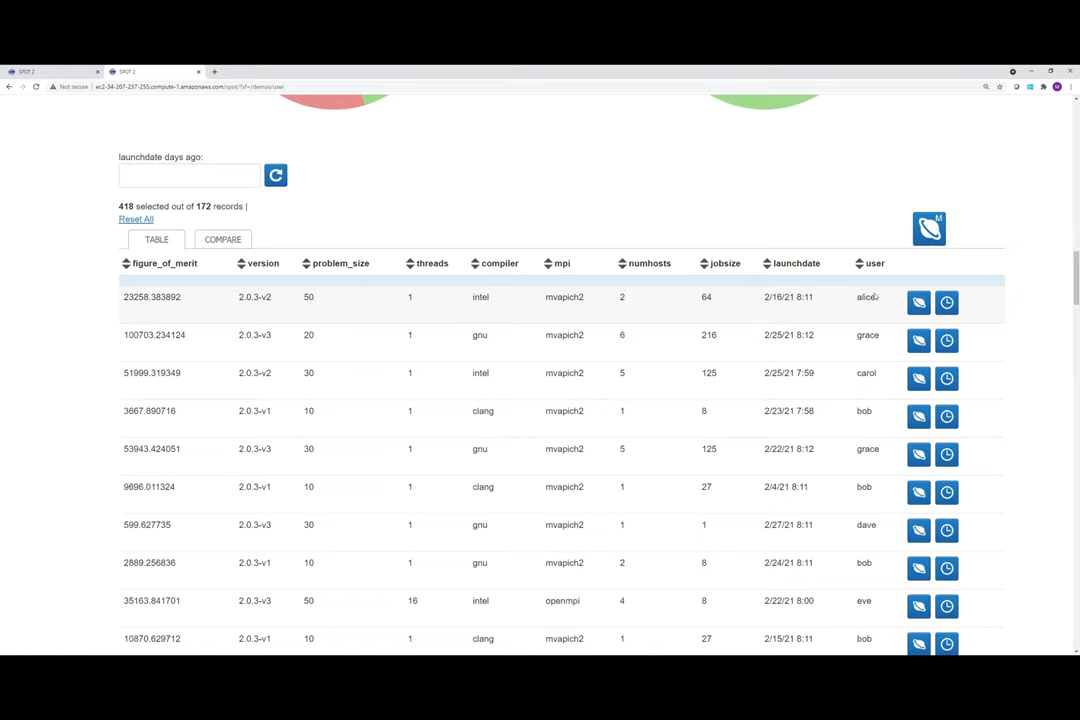 SPOT 2
SPOT 2
Not secure | ec2-34-207-237-255.compute-1.amazonaws.com/spot/?sf=/demos/user
M
launchdate days ago:
418 selected out of 172 records |
Reset All
TABLE COMPARE
M
figure_of_merit version problem_size threads compiler mpi numhosts jobsize launchdate user
23258.383892 2.0.3-v2 50 1 intel mvapich2 2 64 2/16/21 8:11 alice
100703.234124 2.0.3-v3 20 1 gnu mvapich2 6 216 2/25/21 8:12 grace
51999.319349 2.0.3-v2 30 1 intel mvapich2 5 125 2/25/21 7:59 carol
3667.890716 2.0.3-v1 10 1 clang mvapich2 1 8 2/23/21 7:58 bob
53943.424051 2.0.3-v3 30 1 gnu mvapich2 5 125 2/22/21 8:12 grace
9696.011324 2.0.3-v1 10 1 clang mvapich2 1 27 2/4/21 8:11 bob
599.627735 2.0.3-v3 30 1 gnu mvapich2 1 1 2/27/21 8:11 dave
2889.256836 2.0.3-v1 10 1 gnu mvapich2 2 8 2/24/21 8:11 bob
35163.841701 2.0.3-v3 50 16 intel openmpi 4 8 2/22/21 8:00 eve
10870.629712 2.0.3-v1 10 1 clang mvapich2 1 27 2/15/21 8:11 bob